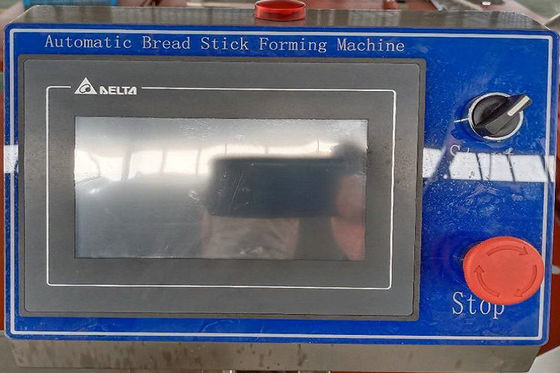 Automatic Bread Stick Forming Machine
DELTA
Stop